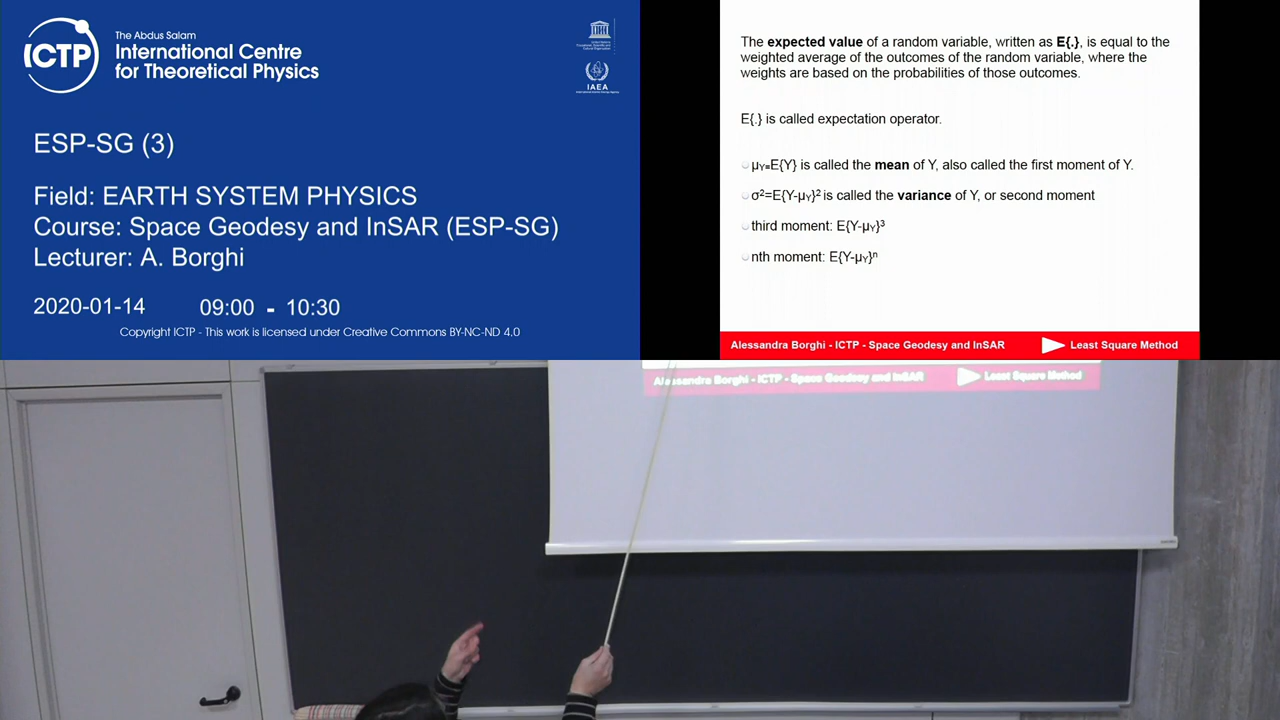 ICTP
The Abdus Salam
International Centre
for Theoretical Physics
IAEA
ESP-SG (3)
Field: EARTH SYSTEM PHYSICS
Course: Space Geodesy and InSAR (ESP-SG)
Lecturer: A. Borghi
2020-01-14 09:00 - 10:30
Copyright ICTP - This work is licensed under Creative Commons BY-NC-ND 4.0
The expected value of a random variable, written as E{.}, is equal to the
weighted average of the outcomes of the random variable, where the
weights are based on the probabilities of those outcomes.
E{.} is called expectation operator.
μY=E{Y} is called the mean of Y, also called the first moment of Y.
σ²=E{Y-μY}² is called the variance of Y, or second moment
third moment: E{Y-μY}³
nth moment: E{Y-μY}ⁿ
Alessandra Borghi - ICTP - Space Geodesy and InSAR Least Square Method
Alessandra Borghi - ICTP - Space Geodesy and InSAR Least Square Method